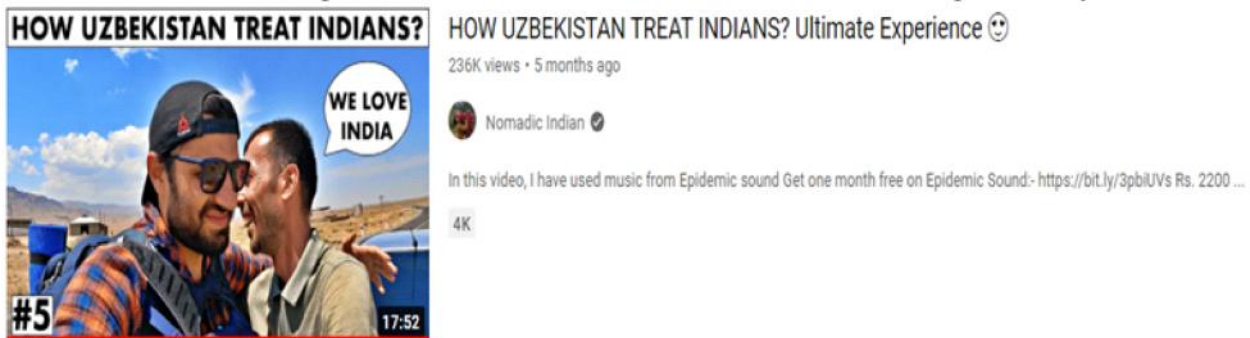 HOW UZBEKISTAN TREAT INDIANS?
WE LOVE
INDIA
#5
17:52
HOW UZBEKISTAN TREAT INDIANS? Ultimate Experience 🙂
236K views • 5 months ago
Nomadic Indian
In this video, I have used music from Epidemic sound Get one month free on Epidemic Sound:- https://bit.ly/3pbiUVs Rs. 2200 ...
4K